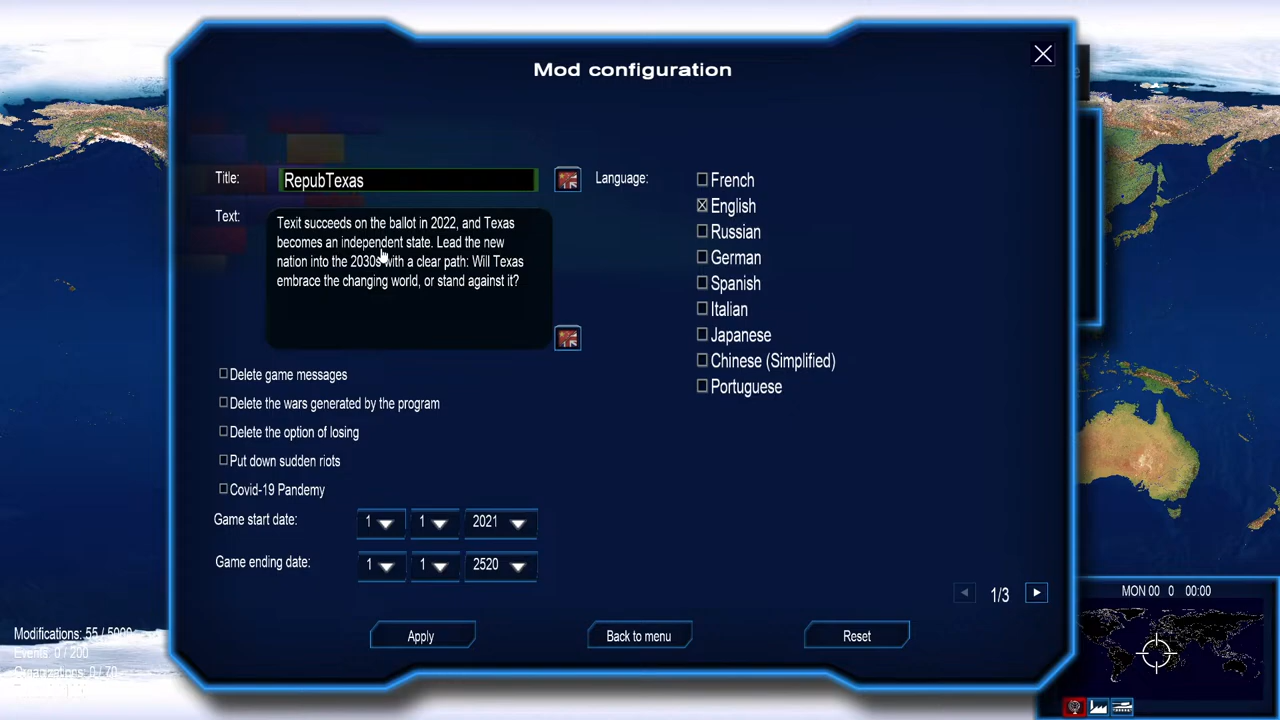 Mod configuration
Title:
RepubTexas
Language:
Text:
Texit succeeds on the ballot in 2022, and Texas
becomes an independent state. Lead the new
nation into the 2030s with a clear path: Will Texas
embrace the changing world, or stand against it?
French
English
Russian
German
Spanish
Italian
Japanese
Chinese (Simplified)
Portuguese
Delete game messages
Delete the wars generated by the program
Delete the option of losing
Put down sudden riots
Covid-19 Pandemy
Game start date:
1 1 2021
Game ending date:
1 1 2520
1/3
Apply
Back to menu
Reset
MON 00 0 00:00
Modifications: 55 / 5000
Events: 0 / 200
Organizations: 0 / 70